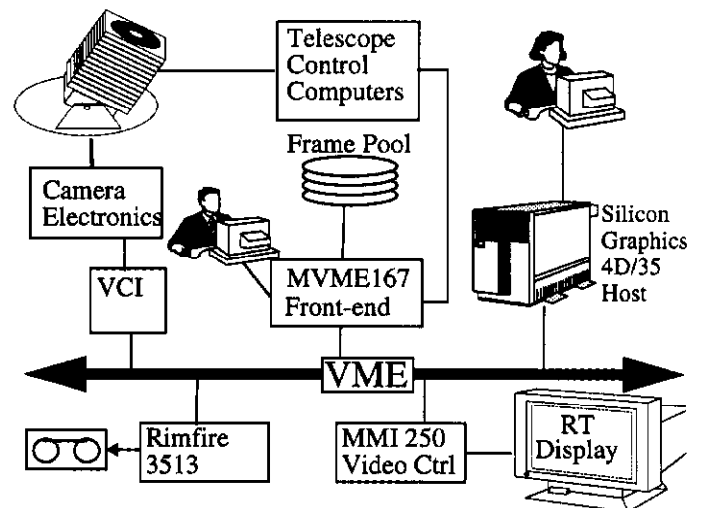 Telescope
Control
Computers
Frame Pool
Camera
Electronics
VCI
MVME167
Front-end
Silicon
Graphics
4D/35
Host
VME
Rimfire
3513
MMI 250
Video Ctrl
RT
Display